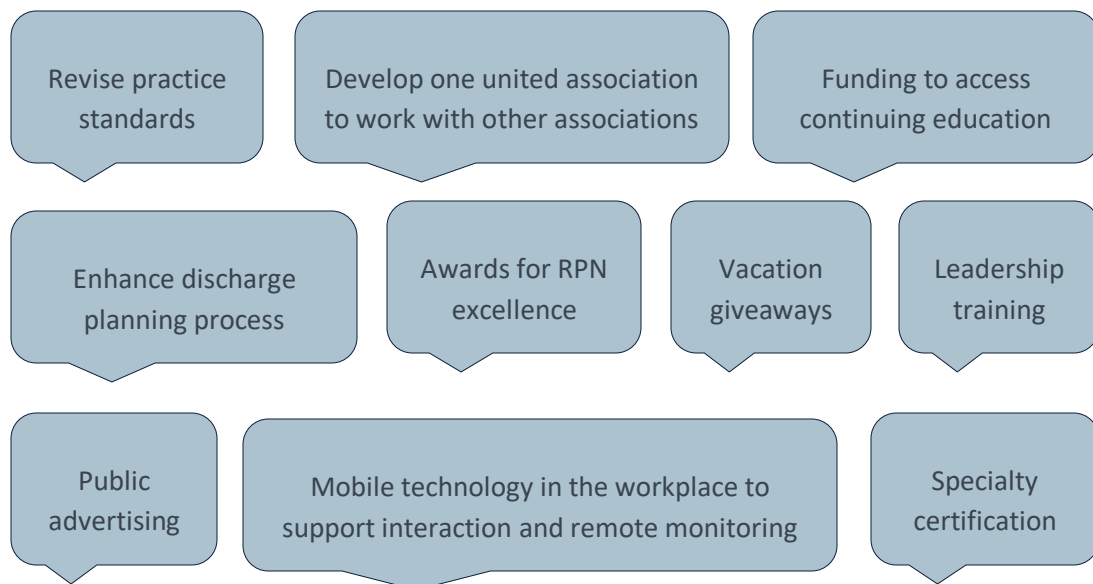 Revise practice
standards
Develop one united association
to work with other associations
Funding to access
continuing education
Enhance discharge
planning process
Awards for RPN
excellence
Vacation
giveaways
Leadership
training
Public
advertising
Mobile technology in the workplace to
support interaction and remote monitoring
Specialty
certification